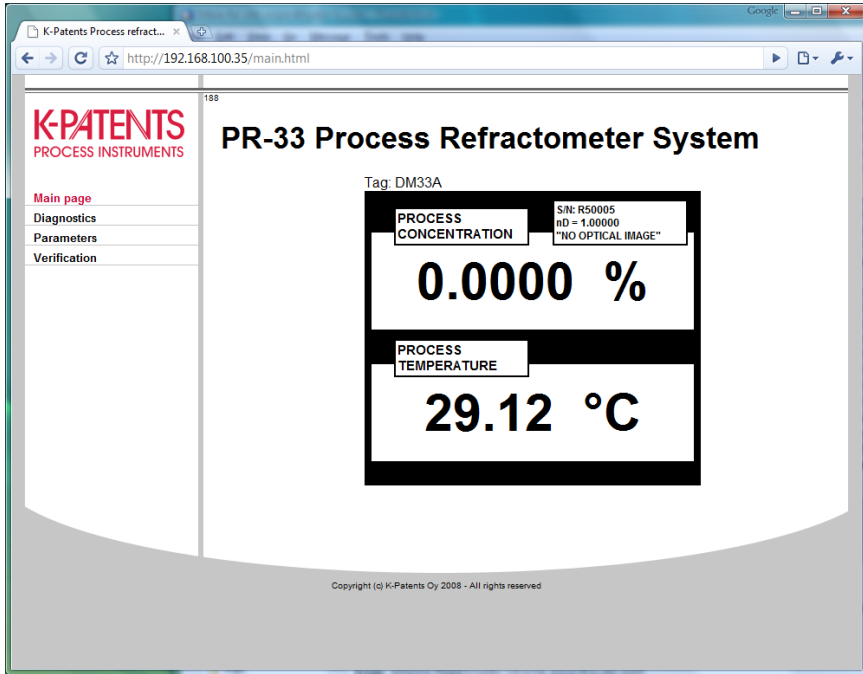 Google
K-Patents Process refract...
http://192.168.100.35/main.html
188
K-PATENTS
PROCESS INSTRUMENTS
PR-33 Process Refractometer System
Main page
Diagnostics
Parameters
Verification
Tag: DM33A
PROCESS
CONCENTRATION
S/N: R50005
nD = 1.00000
"NO OPTICAL IMAGE"
0.0000 %
PROCESS
TEMPERATURE
29.12 °C
Copyright (c) K-Patents Oy 2008 - All rights reserved